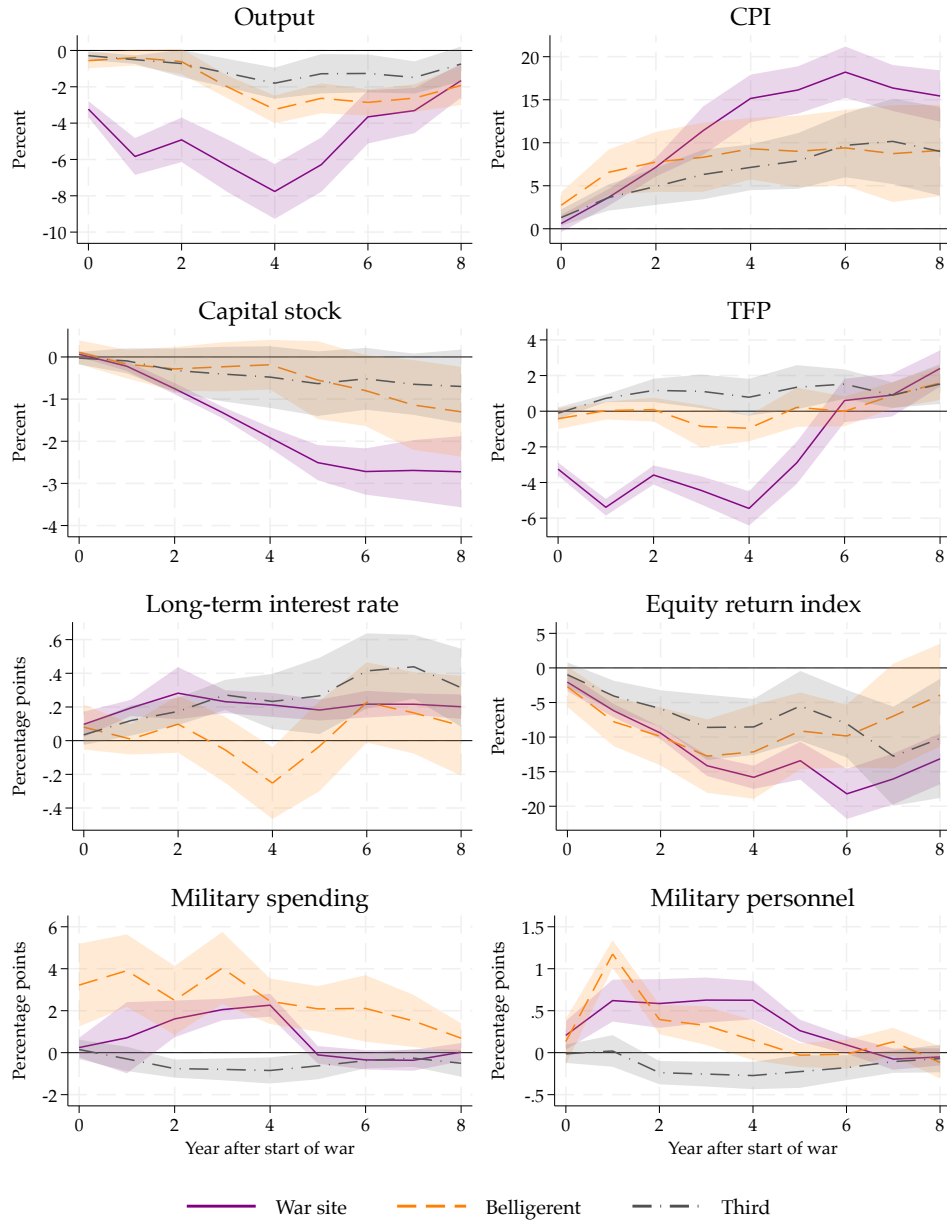 Output
CPI
Percent
0
-2
-4
-6
-8
-10
0 2 4 6 8
Percent
20
15
10
5
0
0 2 4 6 8
Capital stock
TFP
Percent
0
-1
-2
-3
-4
0 2 4 6 8
Percent
4
2
0
-2
-4
-6
0 2 4 6 8
Long-term interest rate
Equity return index
Percentage points
.6
.4
.2
0
-.2
-.4
0 2 4 6 8
Percent
5
0
-5
-10
-15
-20
0 2 4 6 8
Military spending
Military personnel
Percentage points
6
4
2
0
-2
0 2 4 6 8
Year after start of war
Percentage points
1.5
1
.5
0
-.5
0 2 4 6 8
Year after start of war
War site Belligerent Third